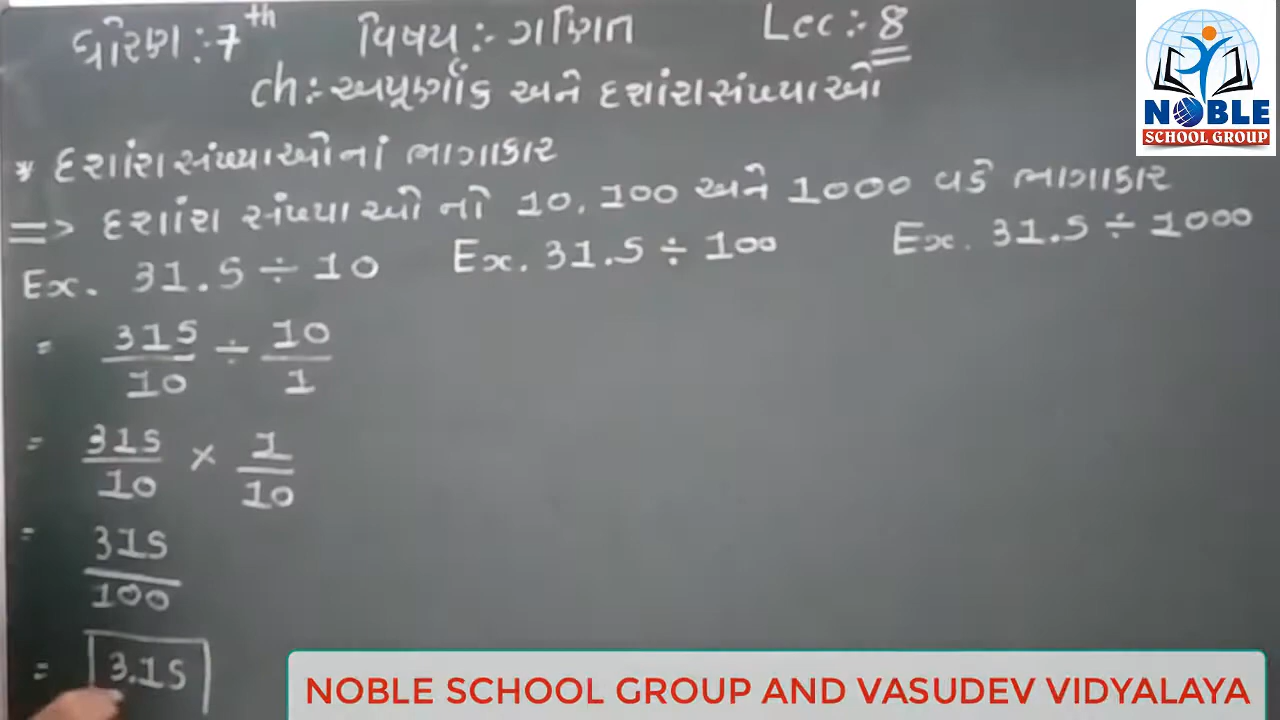 ધોરણ :- 7th વિષય :- ગણિત Lec :- 8
ch :- અપૂર્ણાંક અને દશાંશ સંખ્યાઓ
* દશાંશ સંખ્યાઓનાં ભાગાકાર
=> દશાંશ સંખ્યાઓ નો 10, 100 અને 1000 વડે ભાગાકાર
Ex. 31.5 ÷ 10 Ex. 31.5 ÷ 100 Ex. 31.5 ÷ 1000
= 315/10 ÷ 10/1
= 315/10 × 1/10
= 315/100
= 3.15
NOBLE
SCHOOL GROUP
NOBLE SCHOOL GROUP AND VASUDEV VIDYALAYA